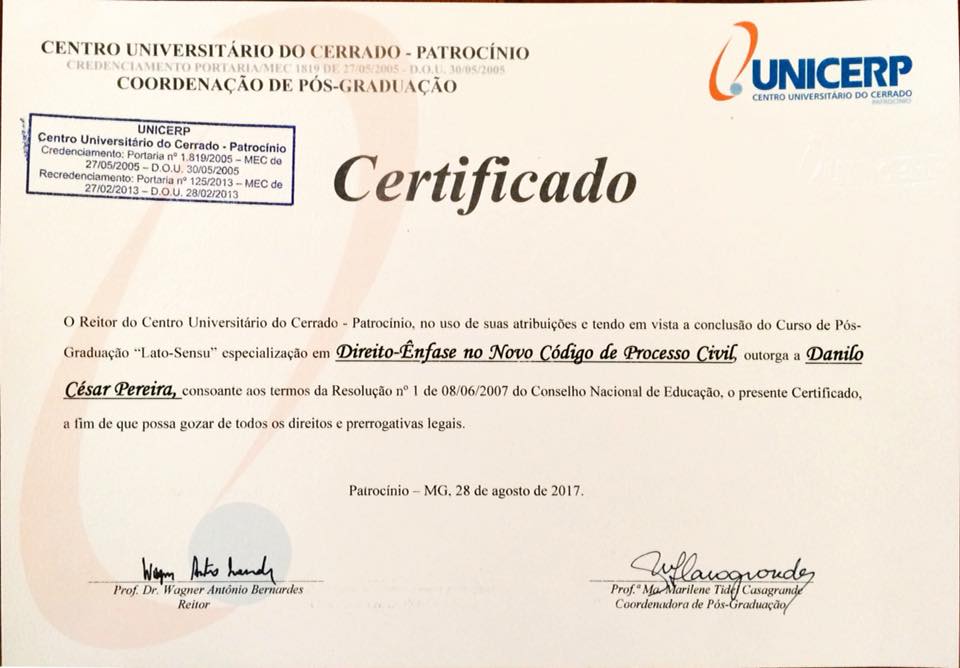 CENTRO UNIVERSITÁRIO DO CERRADO - PATROCÍNIO
CREDENCIAMENTO PORTARIA/MEC 1819 DE 27/05/2005 - D.O.U. 30/05/2005
COORDENAÇÃO DE PÓS-GRADUAÇÃO
UNICERP
CENTRO UNIVERSITÁRIO DO CERRADO
PATROCÍNIO
UNICERP
Centro Universitário do Cerrado - Patrocínio
Credenciamento: Portaria nº 1.819/2005 – MEC de
27/05/2005 – D.O.U. 30/05/2005
Recredenciamento: Portaria nº 125/2013 – MEC de
27/02/2013 – D.O.U. 28/02/2013
Certificado
O Reitor do Centro Universitário do Cerrado - Patrocínio, no uso de suas atribuições e tendo em vista a conclusão do Curso de Pós-
Graduação “Lato-Sensu” especialização em Direito-Ênfase no Novo Código de Processo Civil, outorga a Danilo
César Pereira, consoante aos termos da Resolução nº 1 de 08/06/2007 do Conselho Nacional de Educação, o presente Certificado,
a fim de que possa gozar de todos os direitos e prerrogativas legais.
Patrocínio – MG, 28 de agosto de 2017.
Prof. Dr. Wagner Antônio Bernardes
Reitor
Prof.ª Ma. Marilene Tidei Casagrande
Coordenadora de Pós-Graduação